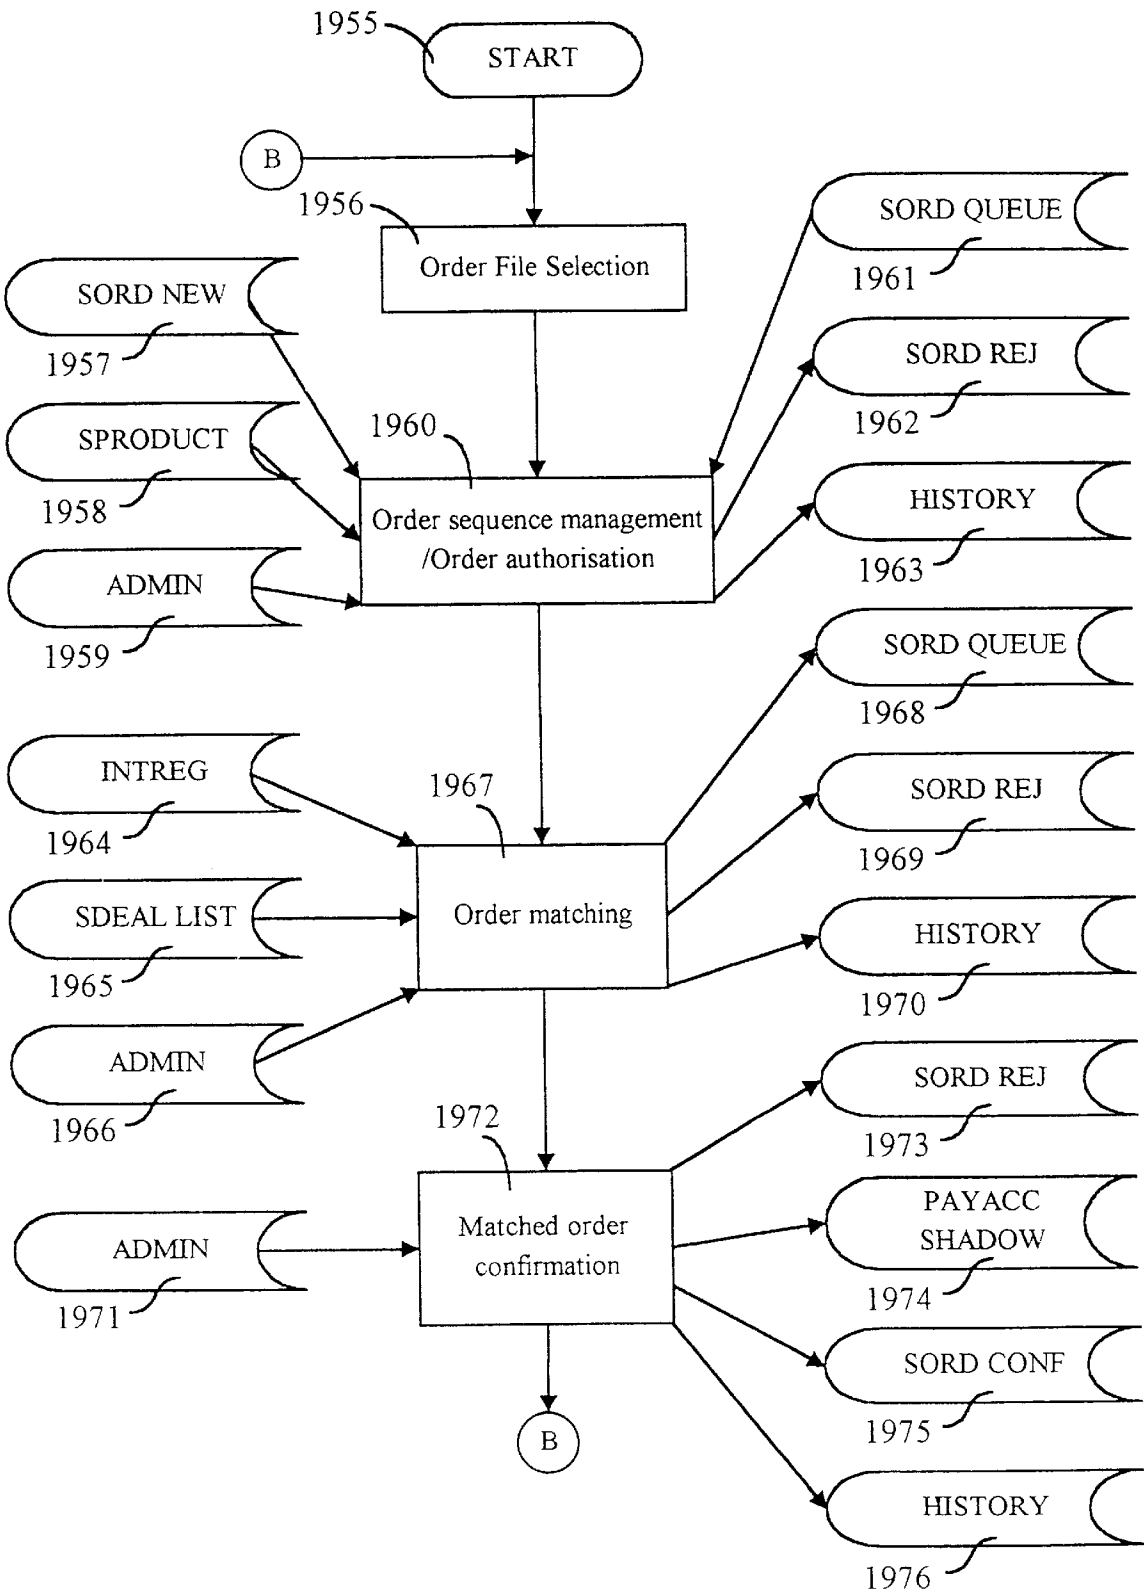 1955
START
B
1956
Order File Selection
SORD QUEUE
1961
SORD NEW
1957
SORD REJ
1962
SPRODUCT
1958
1960
Order sequence management
/Order authorisation
HISTORY
1963
ADMIN
1959
SORD QUEUE
1968
INTREG
1964
1967
SORD REJ
1969
SDEAL LIST
1965
Order matching
HISTORY
1970
ADMIN
1966
SORD REJ
1973
1972
Matched order
confirmation
PAYACC
SHADOW
1974
ADMIN
1971
SORD CONF
1975
B
HISTORY
1976